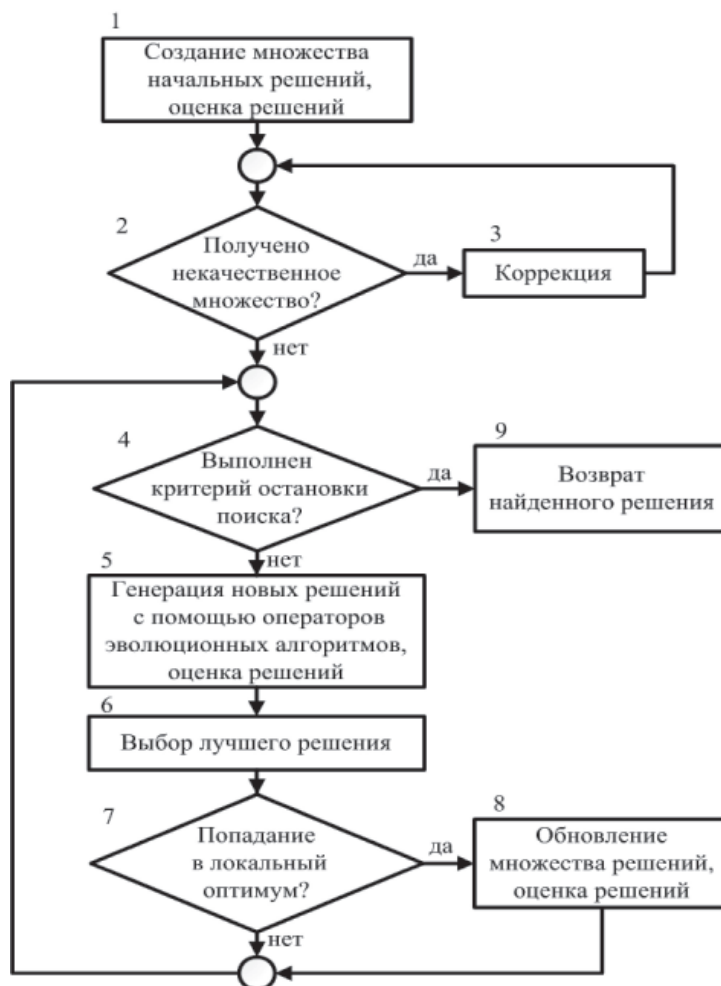 1
Создание множества
начальных решений,
оценка решений
2
Получено
некачественное
множество?
да
3
Коррекция
нет
4
Выполнен
критерий остановки
поиска?
да
9
Возврат
найденного решения
нет
5
Генерация новых решений
с помощью операторов
эволюционных алгоритмов,
оценка решений
6
Выбор лучшего решения
7
Попадание
в локальный
оптимум?
да
8
Обновление
множества решений,
оценка решений
нет